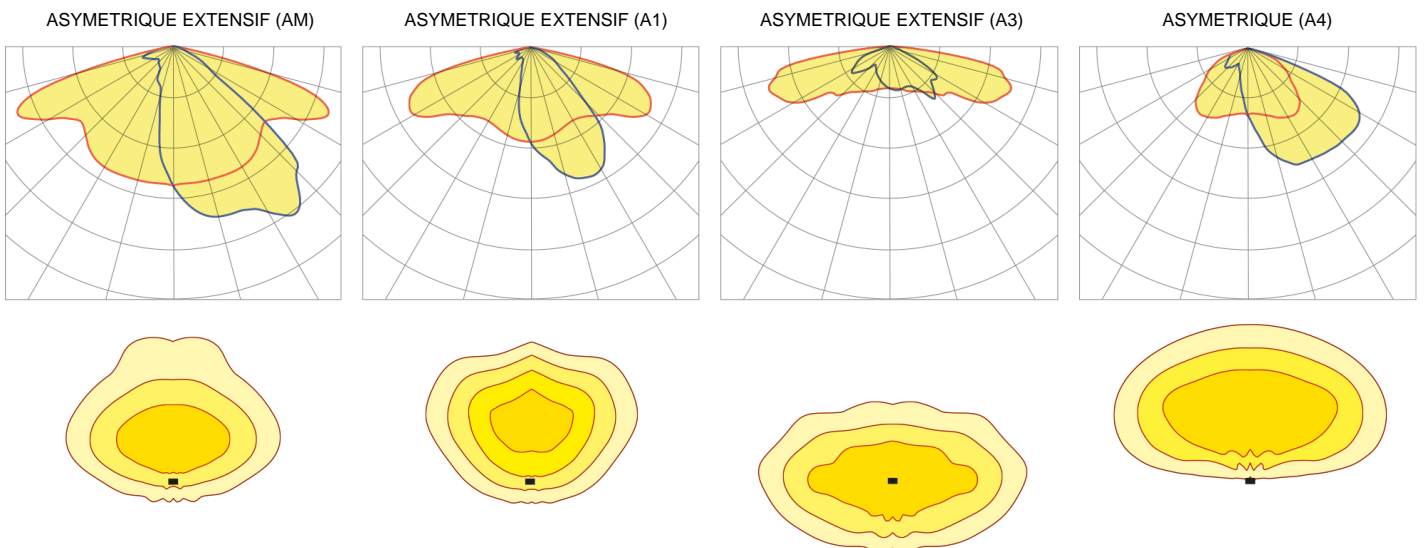 ASYMETRIQUE EXTENSIF (AM)
ASYMETRIQUE EXTENSIF (A1)
ASYMETRIQUE EXTENSIF (A3)
ASYMETRIQUE (A4)